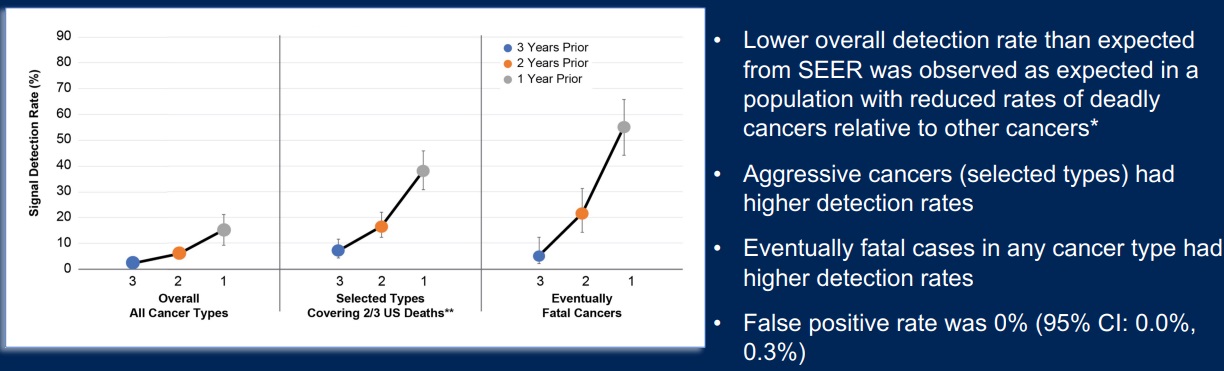 90
80
70
60
50
40
30
20
10
0
Signal Detection Rate (%)
3 Years Prior
2 Years Prior
1 Year Prior
3 2 1 3 2 1 3 2 1
Overall
All Cancer Types
Selected Types
Covering 2/3 US Deaths**
Eventually
Fatal Cancers
• Lower overall detection rate than expected
from SEER was observed as expected in a
population with reduced rates of deadly
cancers relative to other cancers*
• Aggressive cancers (selected types) had
higher detection rates
• Eventually fatal cases in any cancer type had
higher detection rates
• False positive rate was 0% (95% CI: 0.0%,
0.3%)